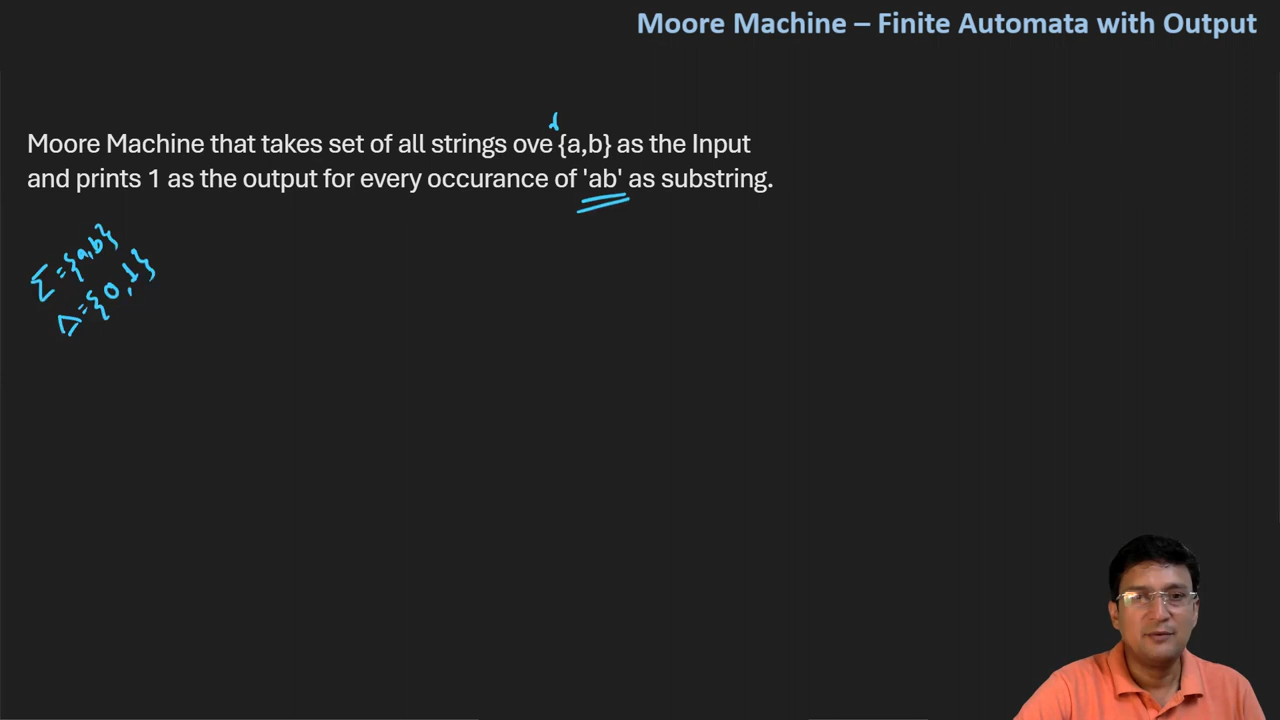 Moore Machine – Finite Automata with Output
Moore Machine that takes set of all strings ove {a,b} as the Input
and prints 1 as the output for every occurance of 'ab' as substring.
Σ={a,b}
Δ={0,1}